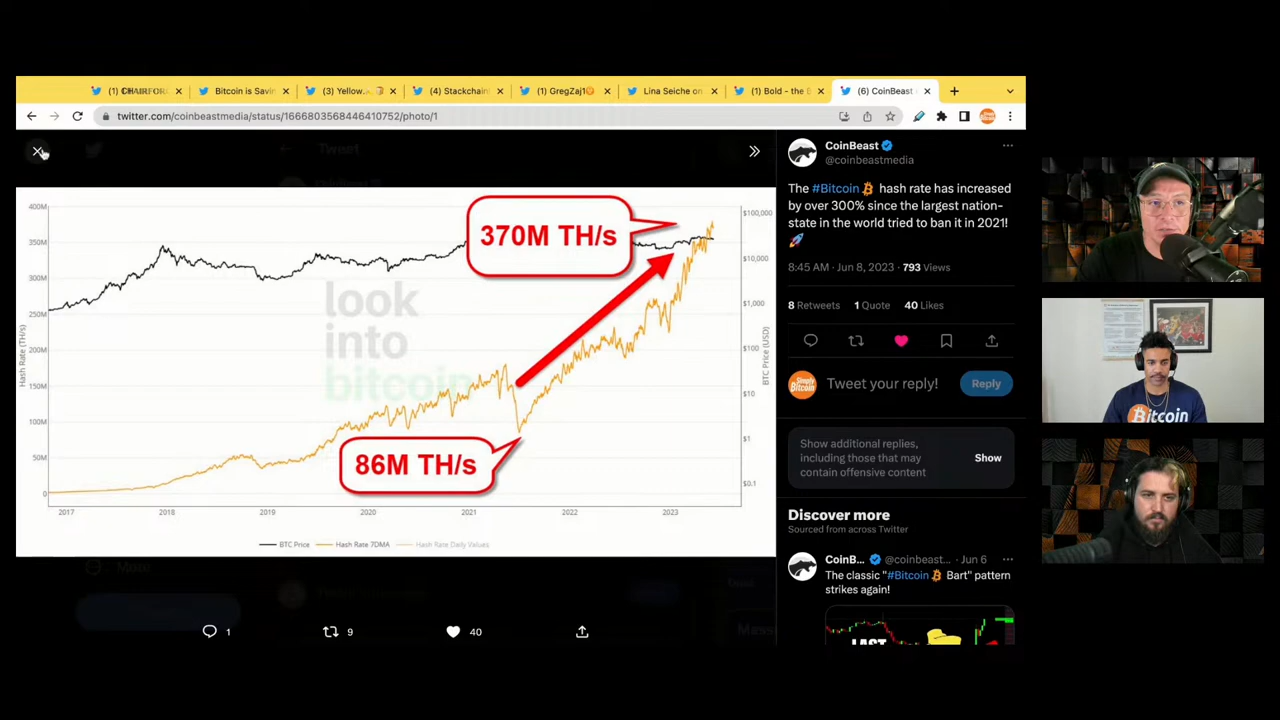 (1) CHAIRFORA
Bitcoin is Savin
(3) Yellow
(4) Stackchain
(1) GregZaj1
Lina Seiche on
(1) Bold - the B
(6) CoinBeast
twitter.com/coinbeastmedia/status/1666803568446410752/photo/1
Tweet
CoinBeast
@coinbeastmedia
The #Bitcoin hash rate has increased
by over 300% since the largest nation-
state in the world tried to ban it in 2021!
8:45 AM · Jun 8, 2023 · 793 Views
8 Retweets 1 Quote 40 Likes
Simply
Bitcoin
Tweet your reply!
Reply
Show additional replies,
including those that may
contain offensive content
Show
Discover more
Sourced from across Twitter
CoinB... @coinbeast... · Jun 6
The classic "#Bitcoin Bart" pattern
strikes again!
LAST
400M
350M
300M
250M
200M
150M
100M
50M
0
Hash Rate (TH/s)
$100,000
$10,000
$1,000
$100
$10
$1
$0.1
BTC Price (USD)
370M TH/s
86M TH/s
look
into
bitcoin
2017 2018 2019 2020 2021 2022 2023
BTC Price Hash Rate 7DMA Hash Rate Daily Values
More
1 9 40
Bitcoin